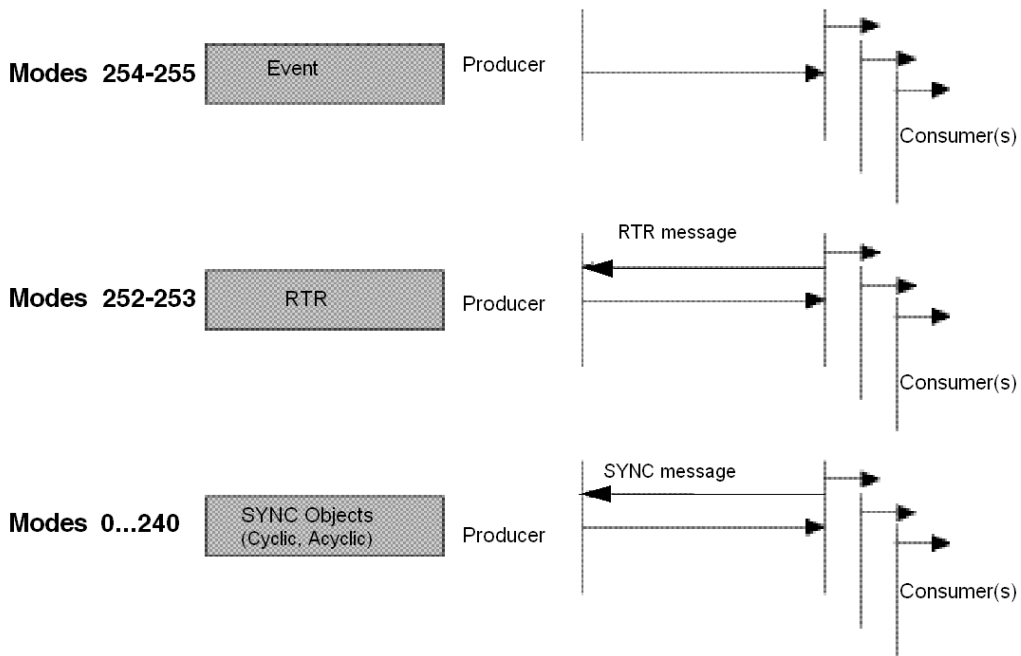 Modes 254-255
Event
Producer
Consumer(s)
RTR message
Modes 252-253
RTR
Producer
Consumer(s)
SYNC message
Modes 0...240
SYNC Objects
(Cyclic, Acyclic)
Producer
Consumer(s)